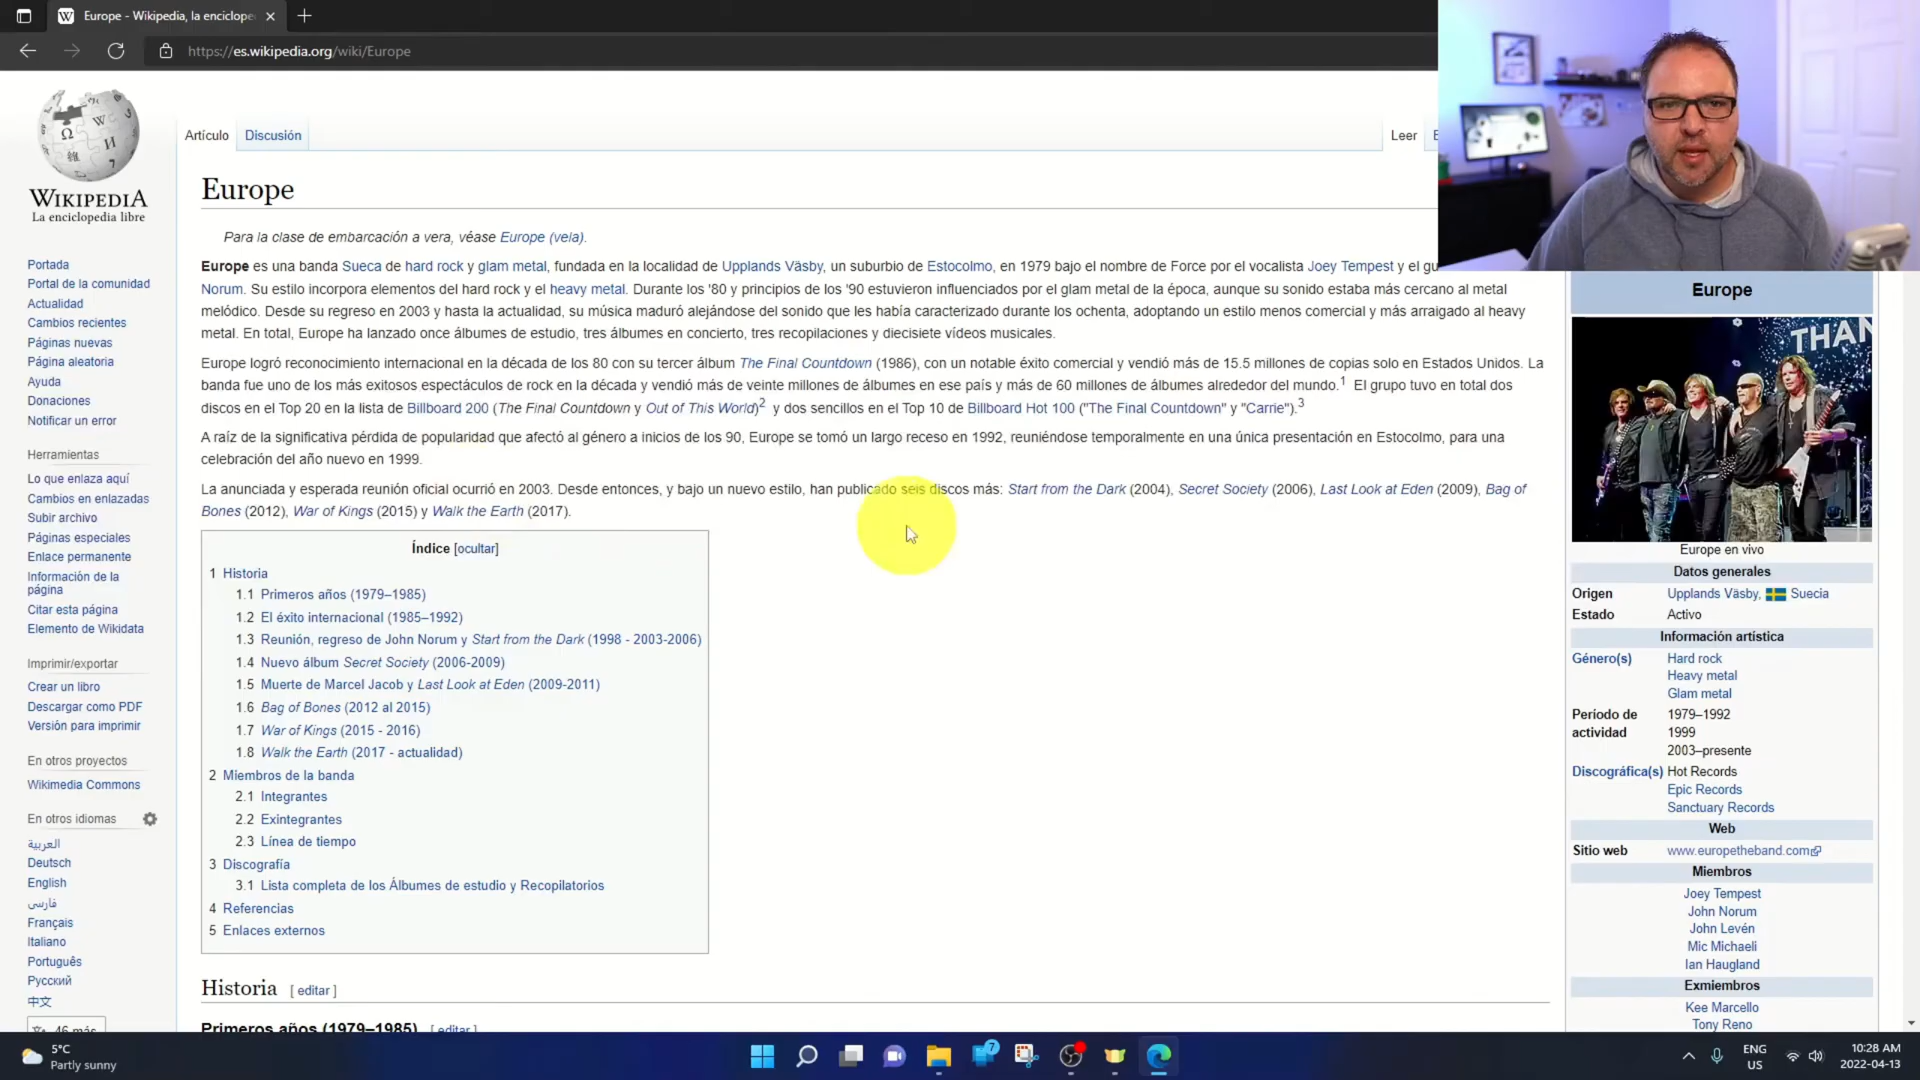 Europe - Wikipedia, la enciclope
https://es.wikipedia.org/wiki/Europe
WIKIPEDIA
La enciclopedia libre
Artículo
Discusión
Leer
Europe
Para la clase de embarcación a vera, véase Europe (vela).
Europe es una banda Sueca de hard rock y glam metal, fundada en la localidad de Upplands Väsby, un suburbio de Estocolmo, en 1979 bajo el nombre de Force por el vocalista Joey Tempest y el gu
Norum. Su estilo incorpora elementos del hard rock y el heavy metal. Durante los '80 y principios de los '90 estuvieron influenciados por el glam metal de la época, aunque su sonido estaba más cercano al metal
melódico. Desde su regreso en 2003 y hasta la actualidad, su música maduró alejándose del sonido que les había caracterizado durante los ochenta, adoptando un estilo menos comercial y más arraigado al heavy
metal. En total, Europe ha lanzado once álbumes de estudio, tres álbumes en concierto, tres recopilaciones y diecisiete vídeos musicales.
Europe logró reconocimiento internacional en la década de los 80 con su tercer álbum The Final Countdown (1986), con un notable éxito comercial y vendió más de 15.5 millones de copias solo en Estados Unidos. La
banda fue uno de los más exitosos espectáculos de rock en la década y vendió más de veinte millones de álbumes en ese país y más de 60 millones de álbumes alrededor del mundo.1 El grupo tuvo en total dos
discos en el Top 20 en la lista de Billboard 200 (The Final Countdown y Out of This World)2 y dos sencillos en el Top 10 de Billboard Hot 100 ("The Final Countdown" y "Carrie").3
A raíz de la significativa pérdida de popularidad que afectó al género a inicios de los 90, Europe se tomó un largo receso en 1992, reuniéndose temporalmente en una única presentación en Estocolmo, para una
celebración del año nuevo en 1999.
La anunciada y esperada reunión oficial ocurrió en 2003. Desde entonces, y bajo un nuevo estilo, han publicado seis discos más: Start from the Dark (2004), Secret Society (2006), Last Look at Eden (2009), Bag of
Bones (2012), War of Kings (2015) y Walk the Earth (2017).
Índice [ocultar]
1 Historia
1.1 Primeros años (1979–1985)
1.2 El éxito internacional (1985–1992)
1.3 Reunión, regreso de John Norum y Start from the Dark (1998 - 2003-2006)
1.4 Nuevo álbum Secret Society (2006-2009)
1.5 Muerte de Marcel Jacob y Last Look at Eden (2009-2011)
1.6 Bag of Bones (2012 al 2015)
1.7 War of Kings (2015 - 2016)
1.8 Walk the Earth (2017 - actualidad)
2 Miembros de la banda
2.1 Integrantes
2.2 Exintegrantes
2.3 Línea de tiempo
3 Discografía
3.1 Lista completa de los Álbumes de estudio y Recopilatorios
4 Referencias
5 Enlaces externos
Historia [ editar ]
Primeros años (1979–1985) [ editar ]
Portada
Portal de la comunidad
Actualidad
Cambios recientes
Páginas nuevas
Página aleatoria
Ayuda
Donaciones
Notificar un error
Herramientas
Lo que enlaza aquí
Cambios en enlazadas
Subir archivo
Páginas especiales
Enlace permanente
Información de la
página
Citar esta página
Elemento de Wikidata
Imprimir/exportar
Crear un libro
Descargar como PDF
Versión para imprimir
En otros proyectos
Wikimedia Commons
En otros idiomas
العربية
Deutsch
English
فارسی
Français
Italiano
Português
Русский
中文
46 más
Europe
THAN
Europe en vivo
Datos generales
Origen Upplands Väsby, Suecia
Estado Activo
Información artística
Género(s) Hard rock
Heavy metal
Glam metal
Período de 1979–1992
actividad 1999
2003–presente
Discográfica(s) Hot Records
Epic Records
Sanctuary Records
Web
Sitio web www.europetheband.com
Miembros
Joey Tempest
John Norum
John Levén
Mic Michaeli
Ian Haugland
Exmiembros
Kee Marcello
Tony Reno
5°C
Partly sunny
7
ENG
US
10:28 AM
2022-04-13